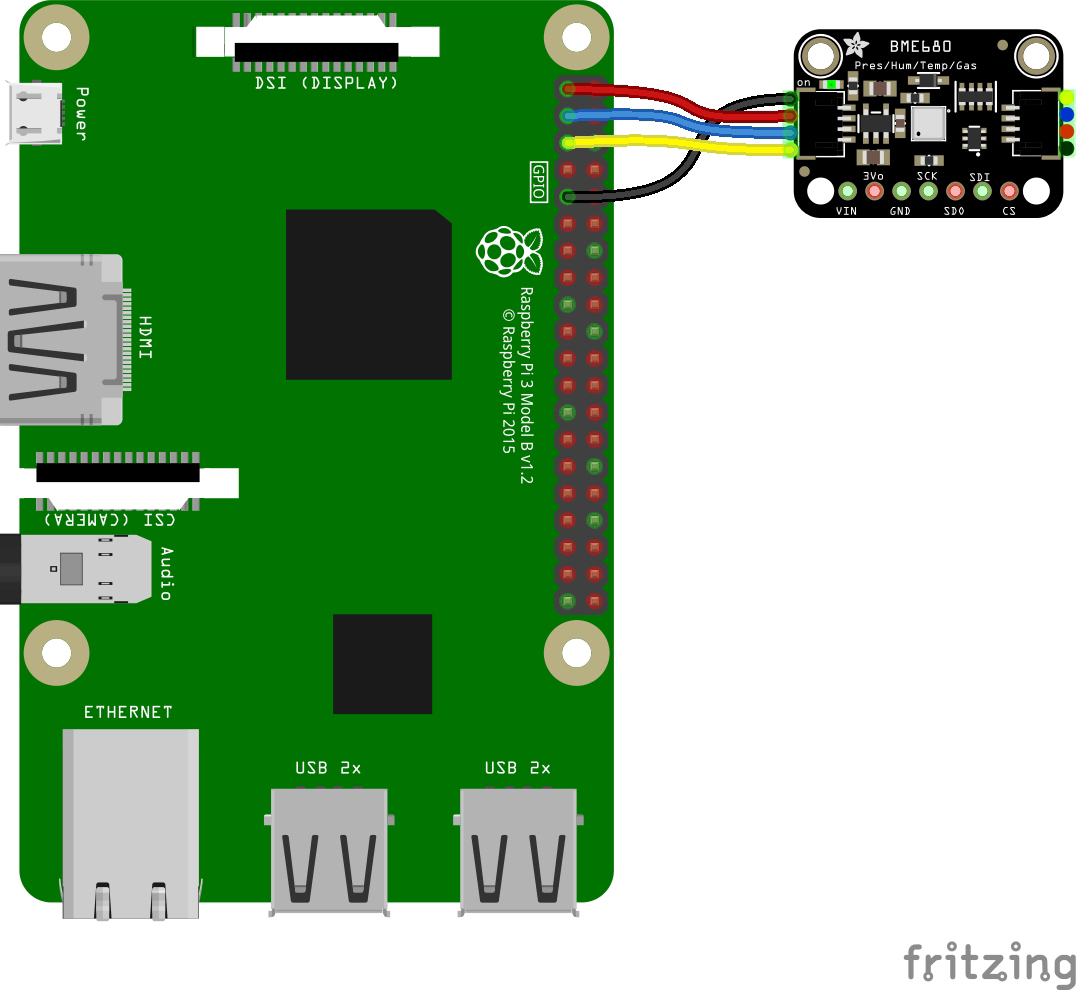 DSI (DISPLAY)
Power
HDMI
CSI (CAMERA)
Audio
ETHERNET
USB 2x
USB 2x
GPIO
Raspberry Pi 3 Model B v1.2
© Raspberry Pi 2015
BME680
Pres/Hum/Temp/Gas
on
3Vo
SCK
SDI
VIN
GND
SDO
CS
fritzing